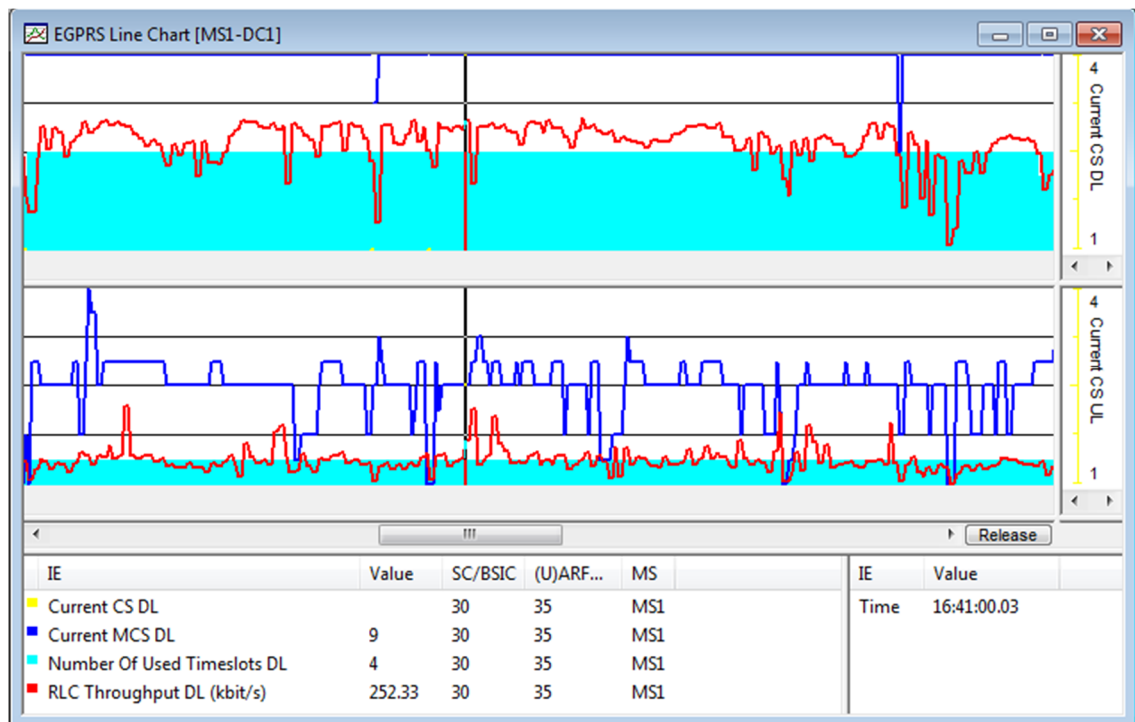 EGPRS Line Chart [MS1-DC1]
4
Current CS DL
1
4
Current CS UL
1
Release
IE Value SC/BSIC (U)ARF... MS IE Value
Current CS DL 30 35 MS1 Time 16:41:00.03
Current MCS DL 9 30 35 MS1
Number Of Used Timeslots DL 4 30 35 MS1
RLC Throughput DL (kbit/s) 252.33 30 35 MS1